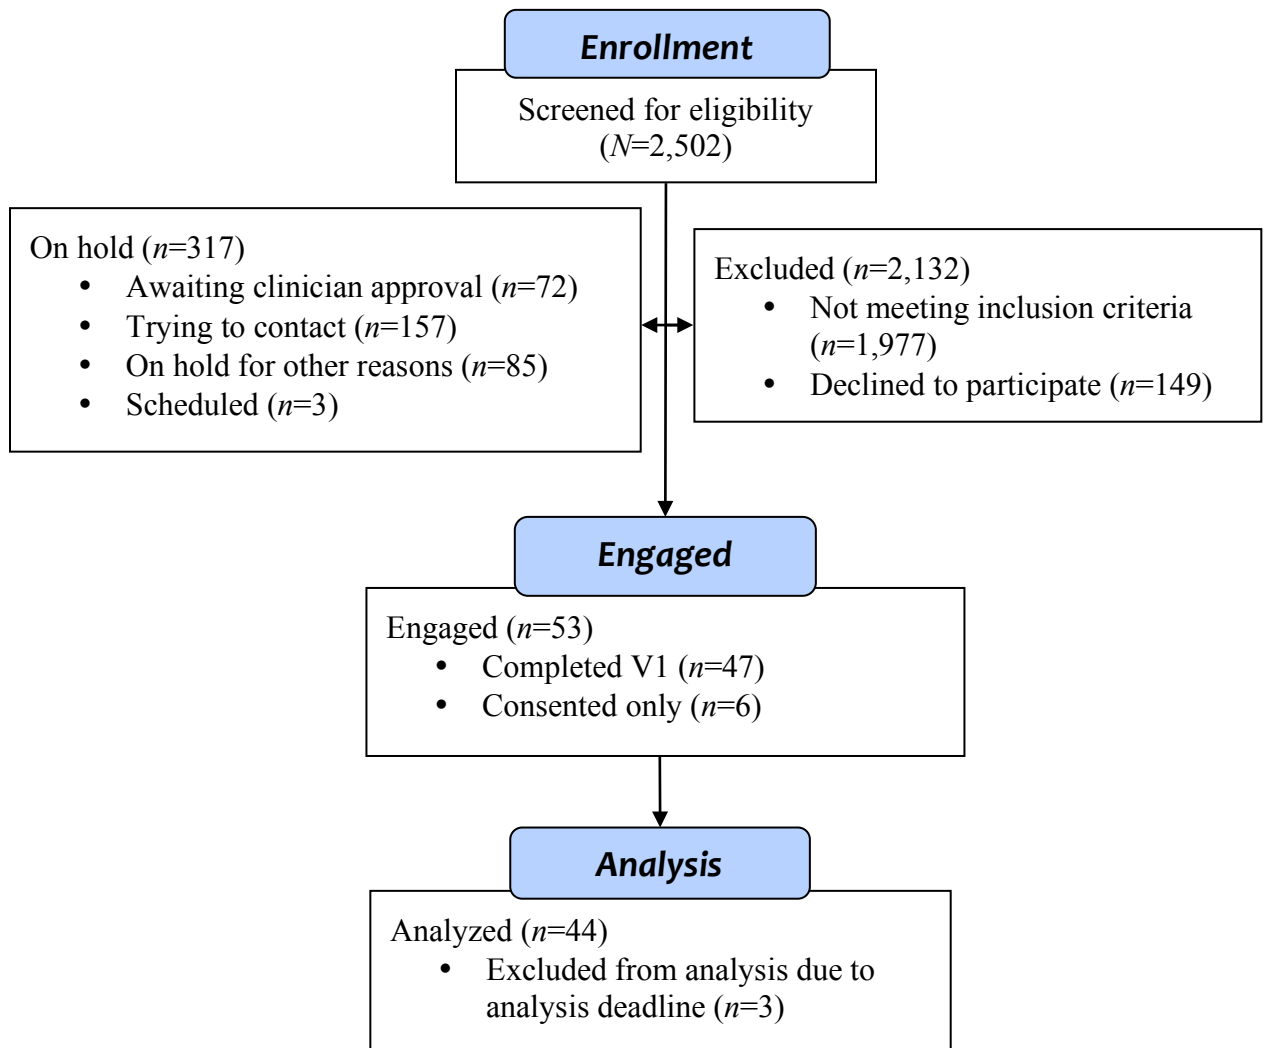 Enrollment
Screened for eligibility
(N=2,502)
On hold (n=317)
• Awaiting clinician approval (n=72)
• Trying to contact (n=157)
• On hold for other reasons (n=85)
• Scheduled (n=3)
Excluded (n=2,132)
• Not meeting inclusion criteria
(n=1,977)
• Declined to participate (n=149)
Engaged
Engaged (n=53)
• Completed V1 (n=47)
• Consented only (n=6)
Analysis
Analyzed (n=44)
• Excluded from analysis due to
analysis deadline (n=3)